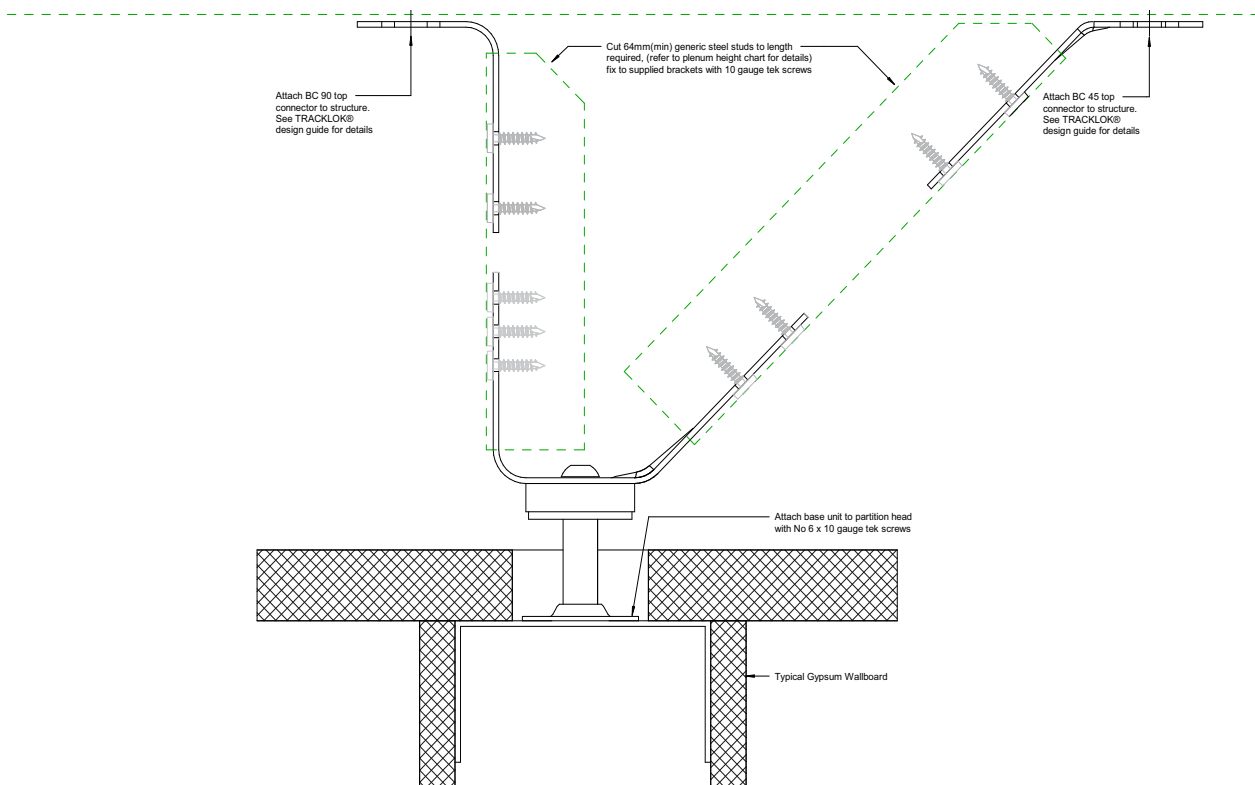 Cut 64mm(min) generic steel studs to length
required, (refer to plenum height chart for details)
fix to supplied brackets with 10 gauge tek screws
Attach BC 90 top
connector to structure.
See TRACKLOK®
design guide for details
Attach BC 45 top
connector to structure.
See TRACKLOK®
design guide for details
Attach base unit to partition head
with No 6 x 10 gauge tek screws
Typical Gypsum Wallboard